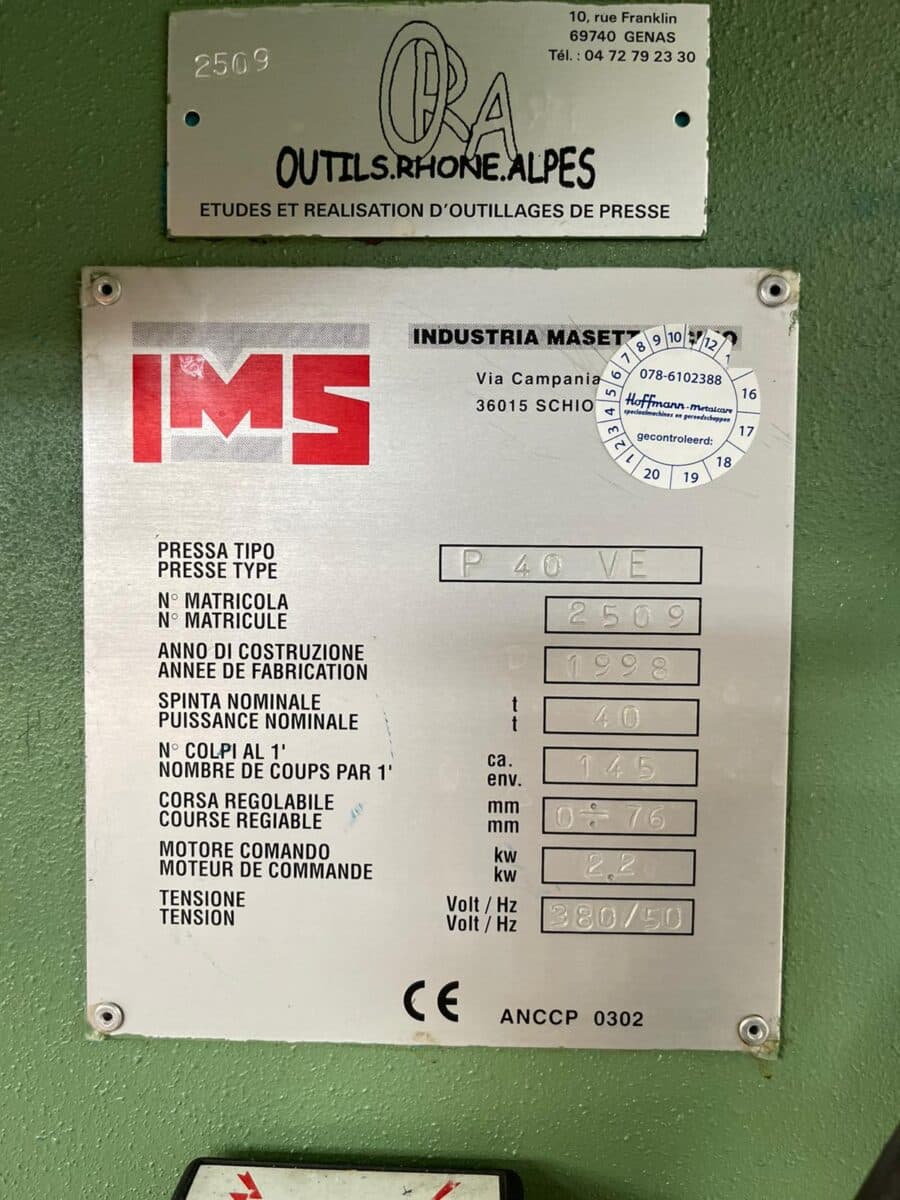 2509
10, rue Franklin
69740 GENAS
Tél. : 04 72 79 23 30
ORA
OUTILS.RHONE.ALPES
ETUDES ET REALISATION D'OUTILLAGES DE PRESSE
IMS
INDUSTRIA
Via Campania
36015 SCHIO
1 2 3 4 5 6 7 8 9 10 12
16 17 18 19 20
078-6102388
Hoffmann-metalcare
speciaalmachines en gereedschappen
gecontroleerd:
PRESSA TIPO
PRESSE TYPE
P 40 VE
N° MATRICOLA
N° MATRICULE
2509
ANNO DI COSTRUZIONE
ANNEE DE FABRICATION
1998
SPINTA NOMINALE t
PUISSANCE NOMINALE t
40
N° COLPI AL 1' ca.
NOMBRE DE COUPS PAR 1' env.
145
CORSA REGOLABILE mm
COURSE REGIABLE mm
0÷76
MOTORE COMANDO kw
MOTEUR DE COMMANDE kw
2,2
TENSIONE Volt / Hz
TENSION Volt / Hz
380/50
CE ANCCP 0302